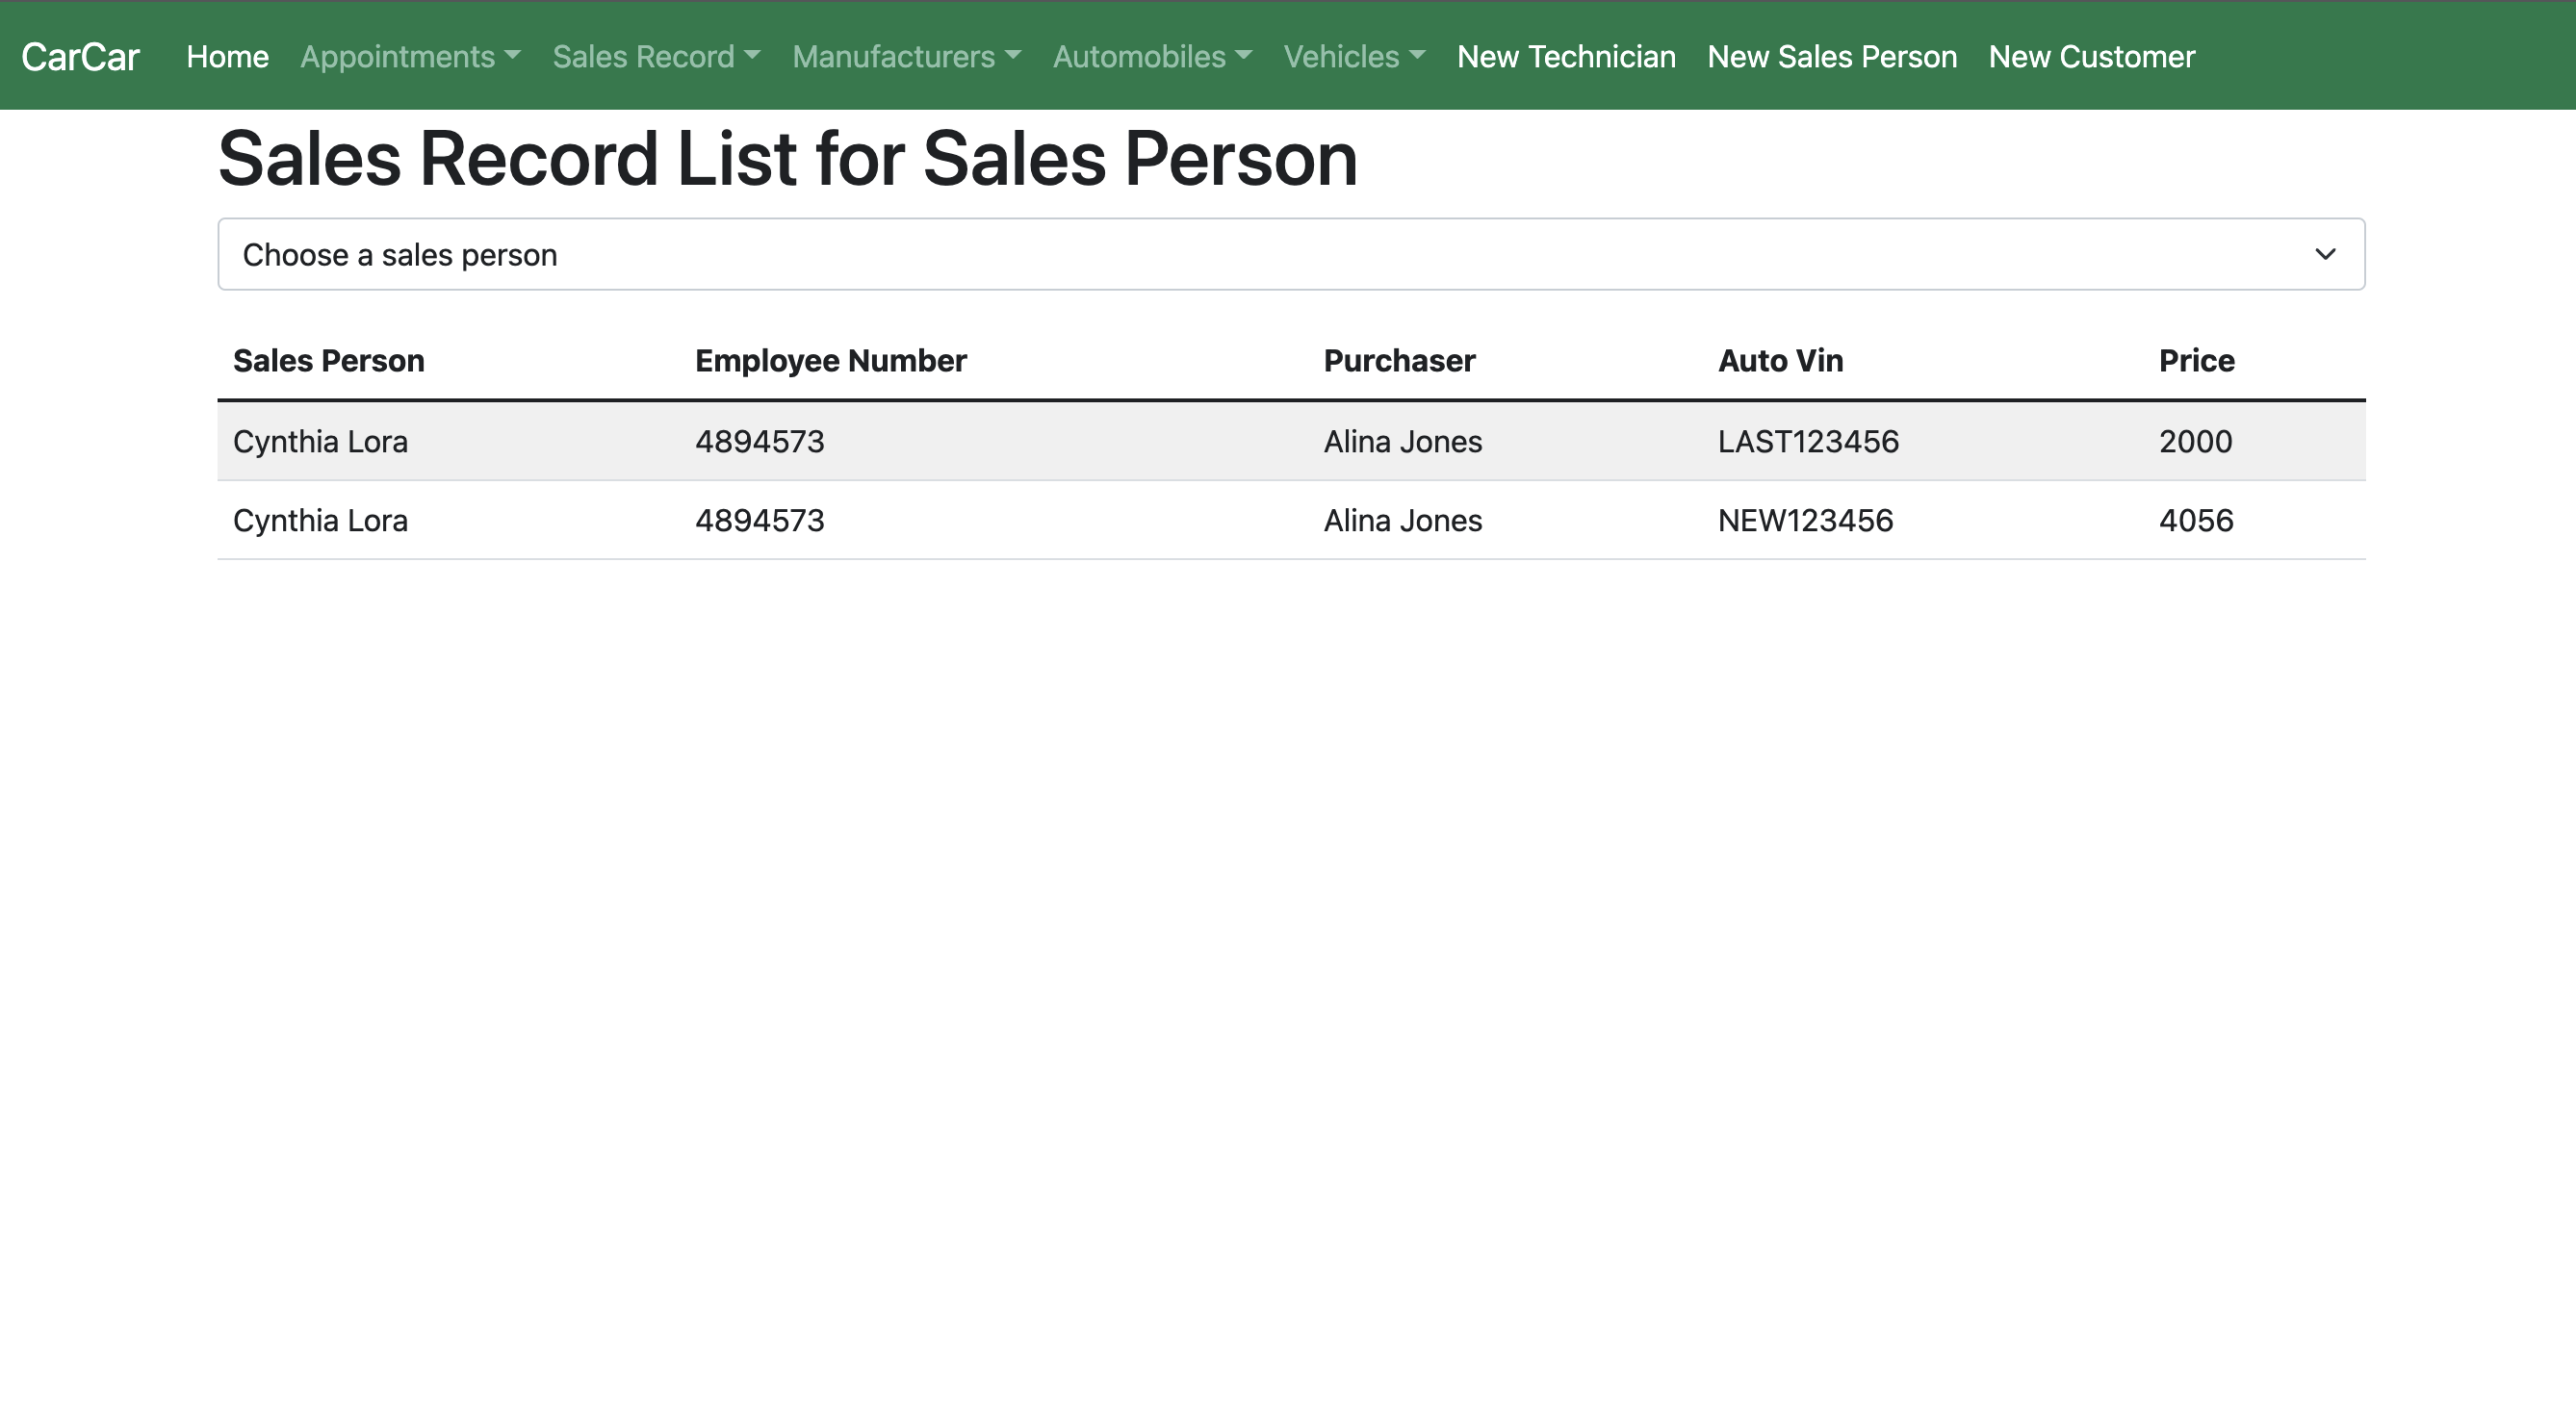 CarCar Home Appointments Sales Record Manufacturers Automobiles Vehicles New Technician New Sales Person New Customer
Sales Record List for Sales Person
Choose a sales person
Sales Person Employee Number Purchaser Auto Vin Price
Cynthia Lora 4894573 Alina Jones LAST123456 2000
Cynthia Lora 4894573 Alina Jones NEW123456 4056